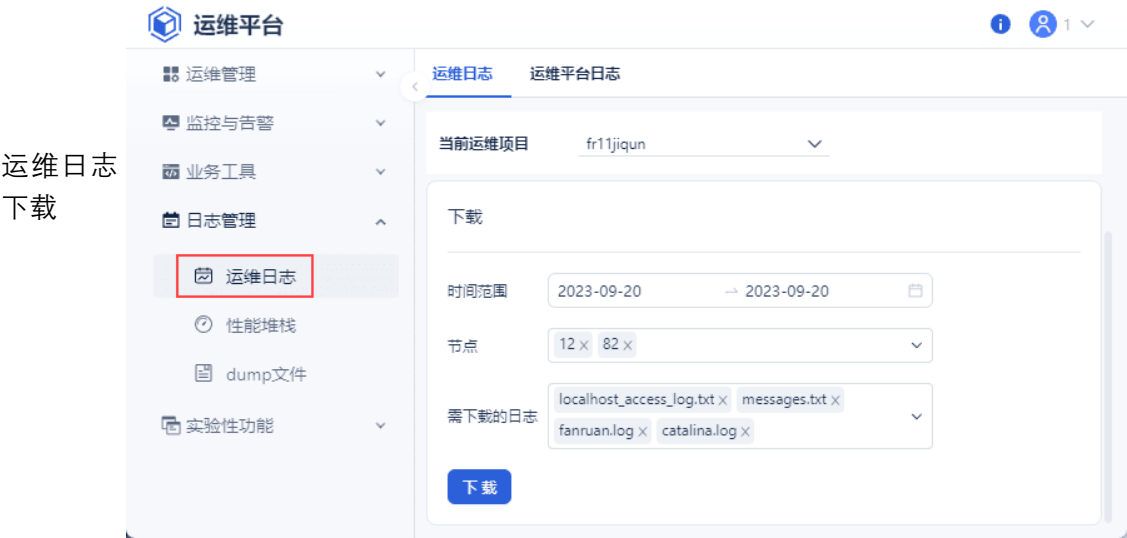 运维日志
下载
运维平台
1
运维管理
监控与告警
业务工具
日志管理
运维日志
性能堆栈
dump文件
实验性功能
运维日志 运维平台日志
当前运维项目 fr11jiqun
下载
时间范围 2023-09-20 → 2023-09-20
节点 12 × 82 ×
需下载的日志
localhost_access_log.txt × messages.txt ×
fanruan.log × catalina.log ×
下载